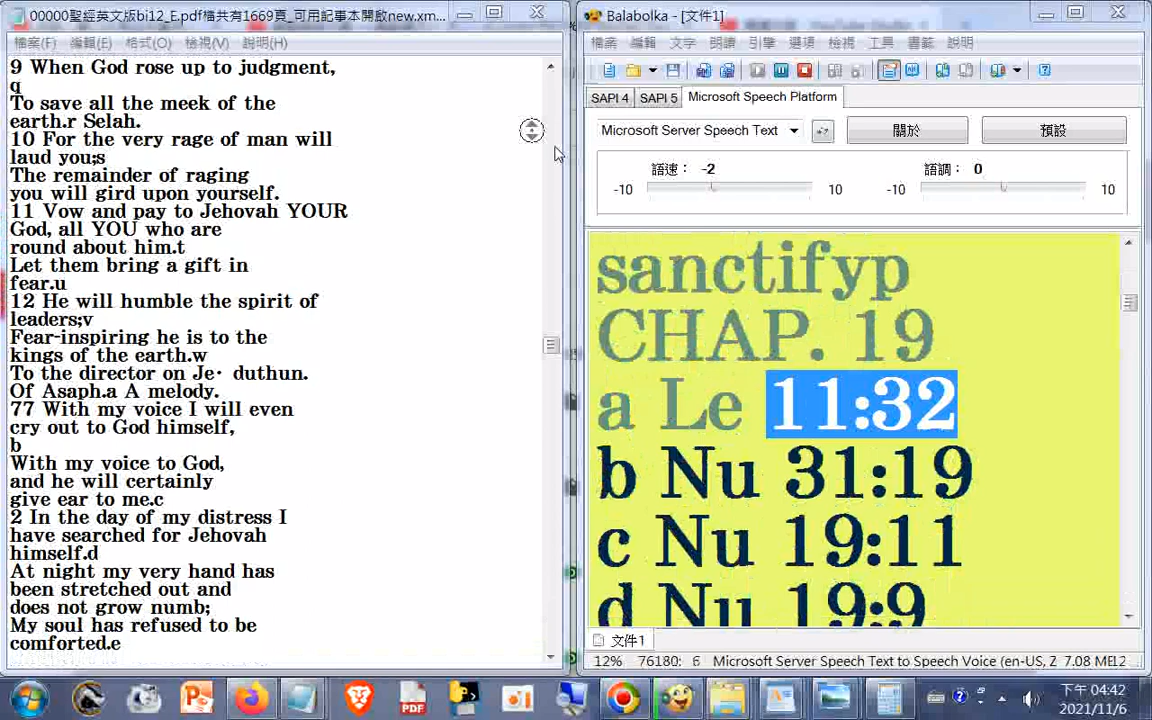 00000聖經英文版bi12_E.pdf檔共有1669頁_可用記事本開啟new.xm...
檔案(F) 編輯(E) 格式(O) 檢視(V) 說明(H)
9 When God rose up to judgment,
q
To save all the meek of the
earth.r Selah.
10 For the very rage of man will
laud you;s
The remainder of raging
you will gird upon yourself.
11 Vow and pay to Jehovah YOUR
God, all YOU who are
round about him.t
Let them bring a gift in
fear.u
12 He will humble the spirit of
leaders;v
Fear-inspiring he is to the
kings of the earth.w
To the director on Je· duthun.
Of Asaph.a A melody.
77 With my voice I will even
cry out to God himself,
b
With my voice to God,
and he will certainly
give ear to me.c
2 In the day of my distress I
have searched for Jehovah
himself.d
At night my very hand has
been stretched out and
does not grow numb;
My soul has refused to be
comforted.e
Balabolka - [文件1]
檔案 編輯 文字 朗讀 引擎 選項 檢視 工具 書籤 說明
SAPI 4 SAPI 5 Microsoft Speech Platform
Microsoft Server Speech Text 關於 預設
語速： -2 語調： 0
-10 10 -10 10
sanctifyp
CHAP. 19
a Le 11:32
b Nu 31:19
c Nu 19:11
d Nu 19:9
文件1
12% 76180: 6 Microsoft Server Speech Text to Speech Voice (en-US, Z 7.08 ME12
下午 04:42
2021/11/6